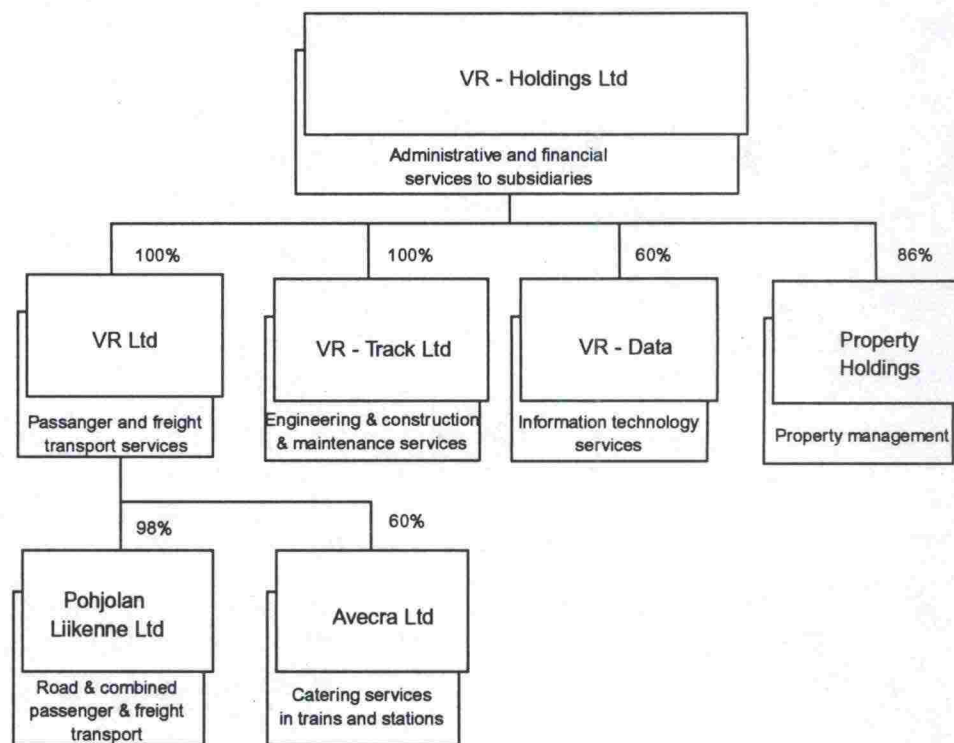 VR - Holdings Ltd
Administrative and financial
services to subsidiaries
100%
100%
60%
86%
VR Ltd
VR - Track Ltd
VR - Data
Property
Holdings
Passanger and freight
transport services
Engineering & construction
& maintenance services
Information technology
services
Property management
98%
60%
Pohjolan
Liikenne Ltd
Avecra Ltd
Road & combined
passenger & freight
transport
Catering services
in trains and stations